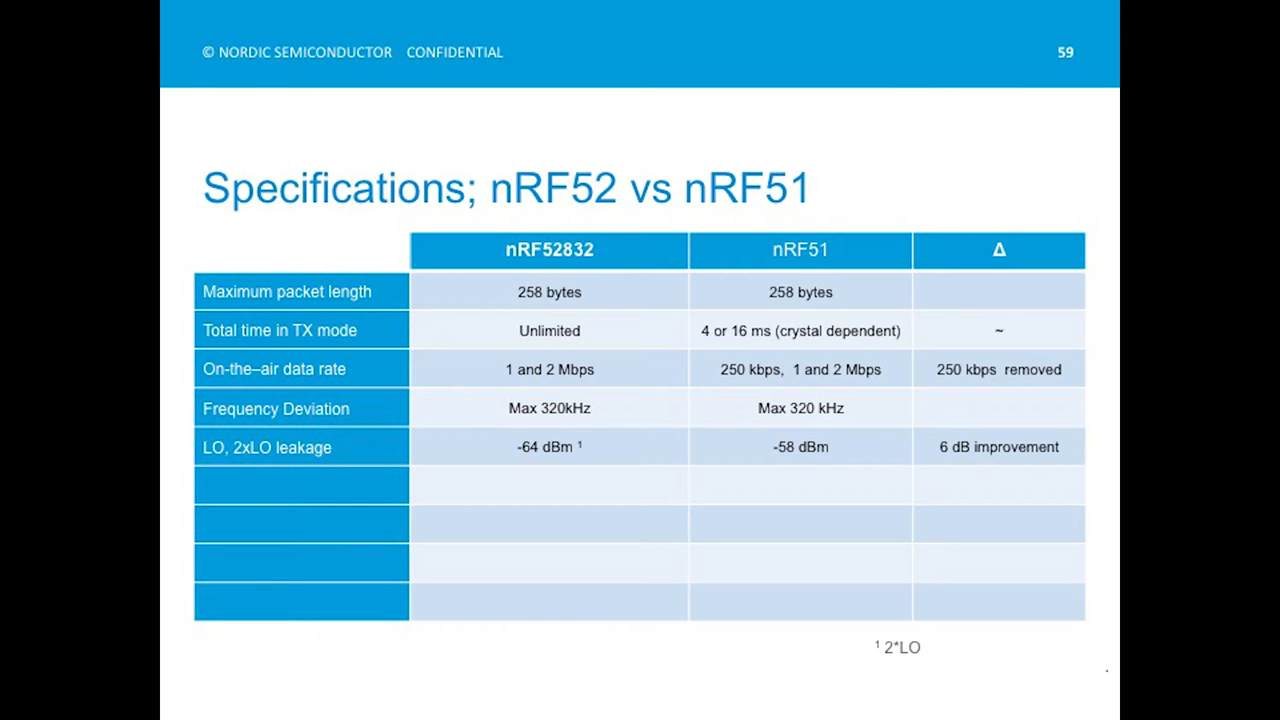 © NORDIC SEMICONDUCTOR CONFIDENTIAL 59
Specifications; nRF52 vs nRF51
nRF52832 nRF51 Δ
Maximum packet length 258 bytes 258 bytes
Total time in TX mode Unlimited 4 or 16 ms (crystal dependent) ~
On-the–air data rate 1 and 2 Mbps 250 kbps, 1 and 2 Mbps 250 kbps removed
Frequency Deviation Max 320kHz Max 320 kHz
LO, 2xLO leakage -64 dBm ¹ -58 dBm 6 dB improvement
¹ 2*LO
.